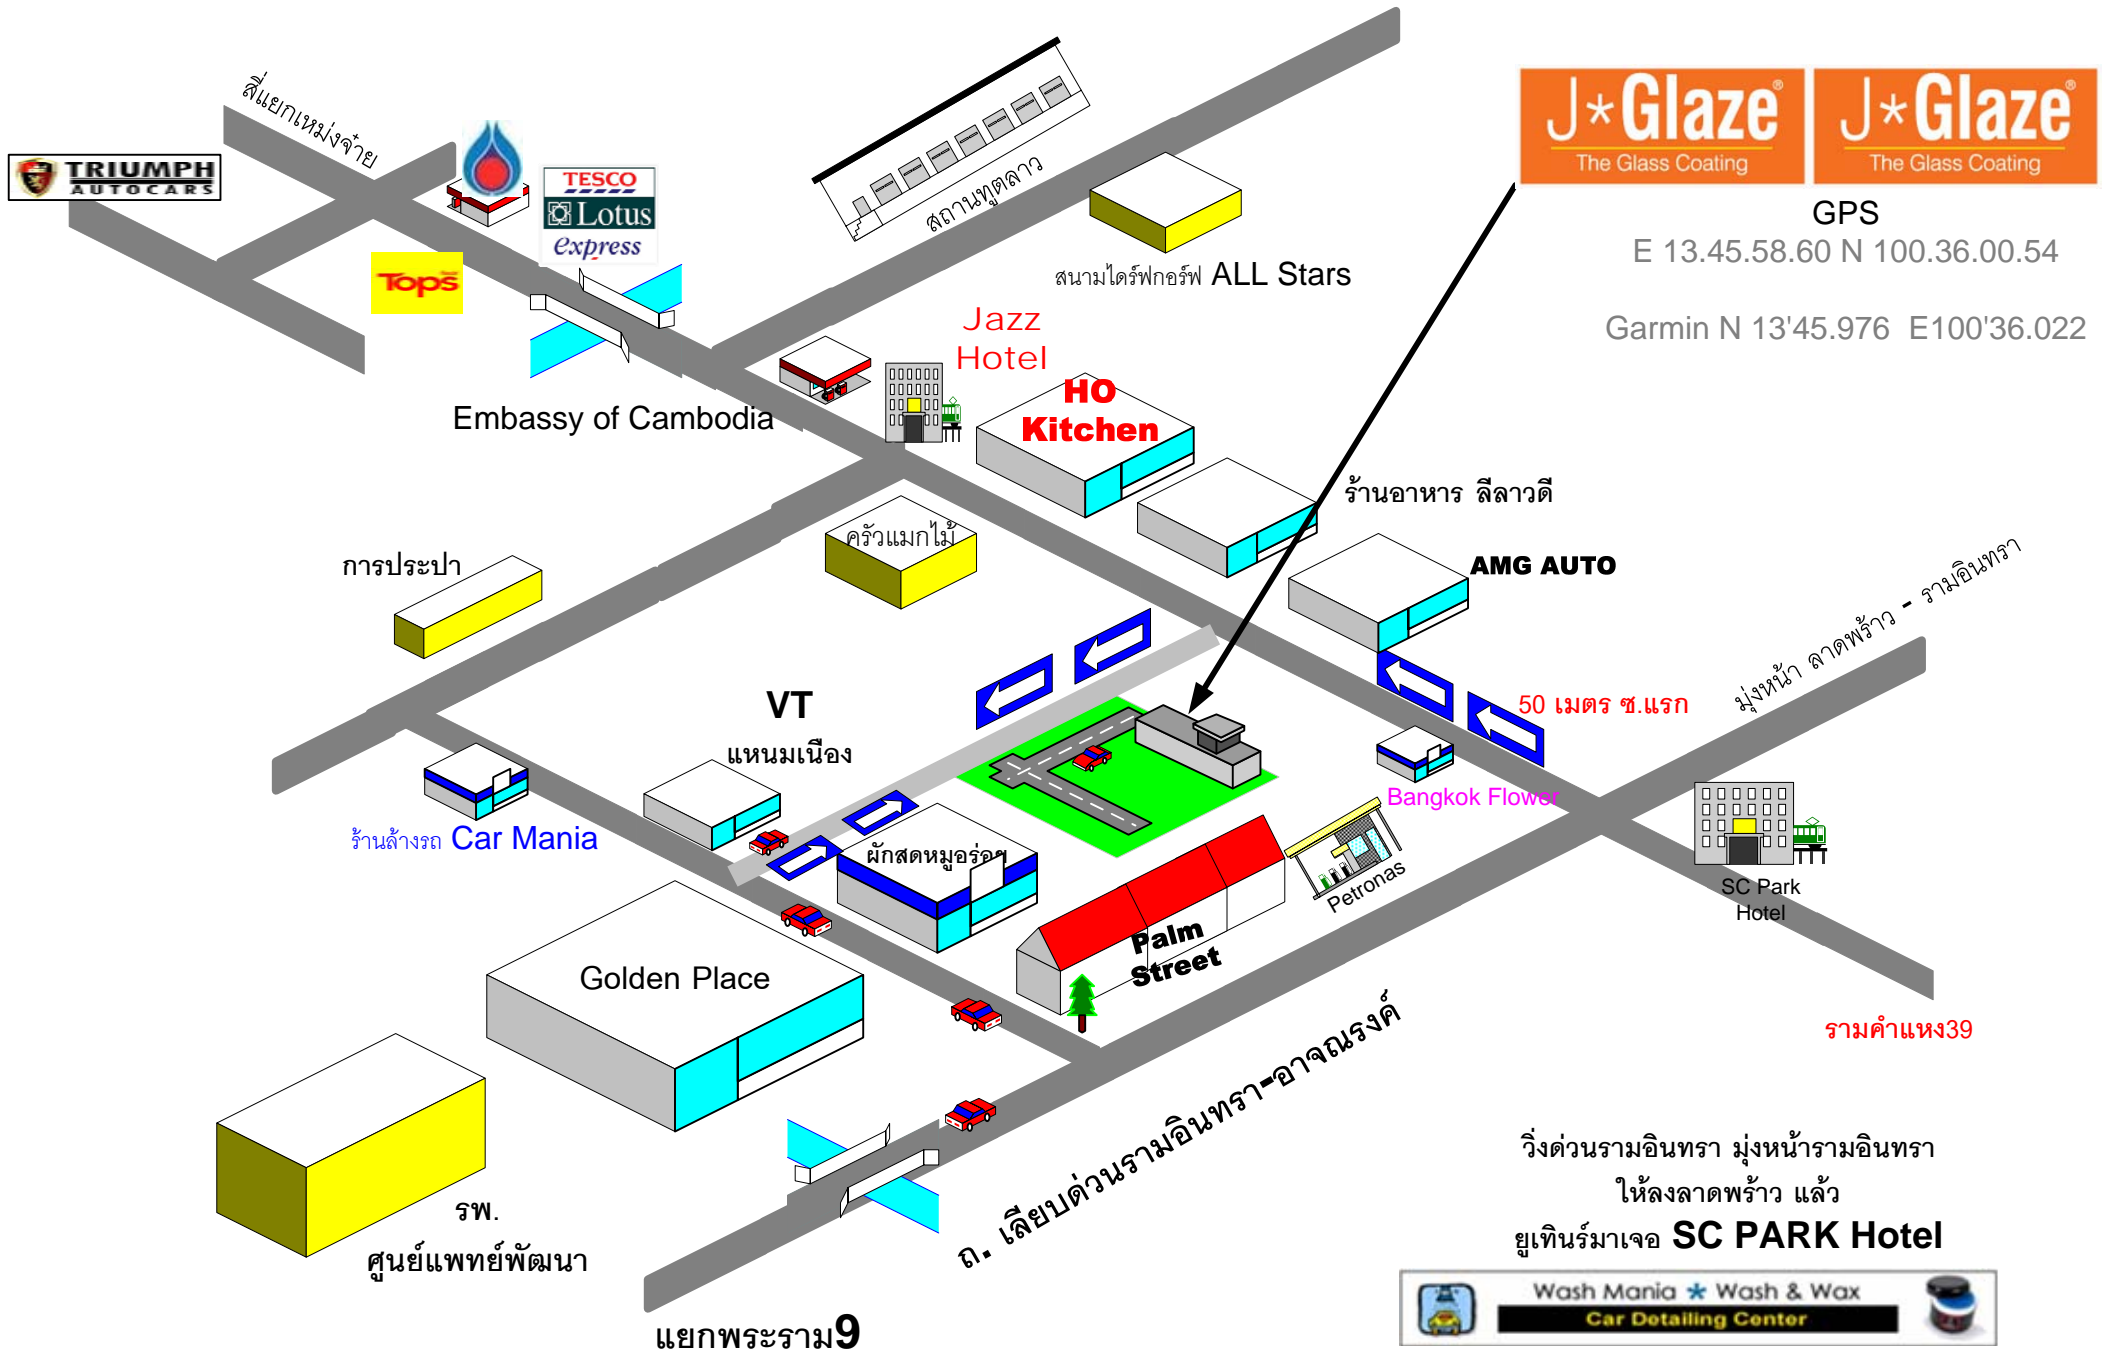 สี่แยกเหม่งจ๋าย
TRIUMPH
AUTOCARS
TESCO
Lotus
express
Tops
สถานทูตลาว
สนามไดร์ฟกอร์ฟ ALL Stars
J*Glaze®
The Glass Coating
J*Glaze®
The Glass Coating
GPS
E 13.45.58.60 N 100.36.00.54
Garmin N 13'45.976 E100'36.022
Jazz
Hotel
Embassy of Cambodia
HO
Kitchen
ร้านอาหาร ลีลาวดี
ครัวแมกไม้
การประปา
AMG AUTO
มุ่งหน้า ลาดพร้าว - รามอินทรา
50 เมตร ซ.แรก
VT
แหนมเนือง
Bangkok Flower
ร้านล้างรถ Car Mania
ผักสดหมูอร่อย
Petronas
SC Park
Hotel
Palm
Street
Golden Place
รามคำแหง39
ถ. เลียบด่วนรามอินทรา-อาจณรงค์
รพ.
ศูนย์แพทย์พัฒนา
แยกพระราม9
วิ่งด่วนรามอินทรา มุ่งหน้ารามอินทรา
ให้ลงลาดพร้าว แล้ว
ยูเทินร์มาเจอ SC PARK Hotel
Wash Mania * Wash & Wax
Car Detailing Center